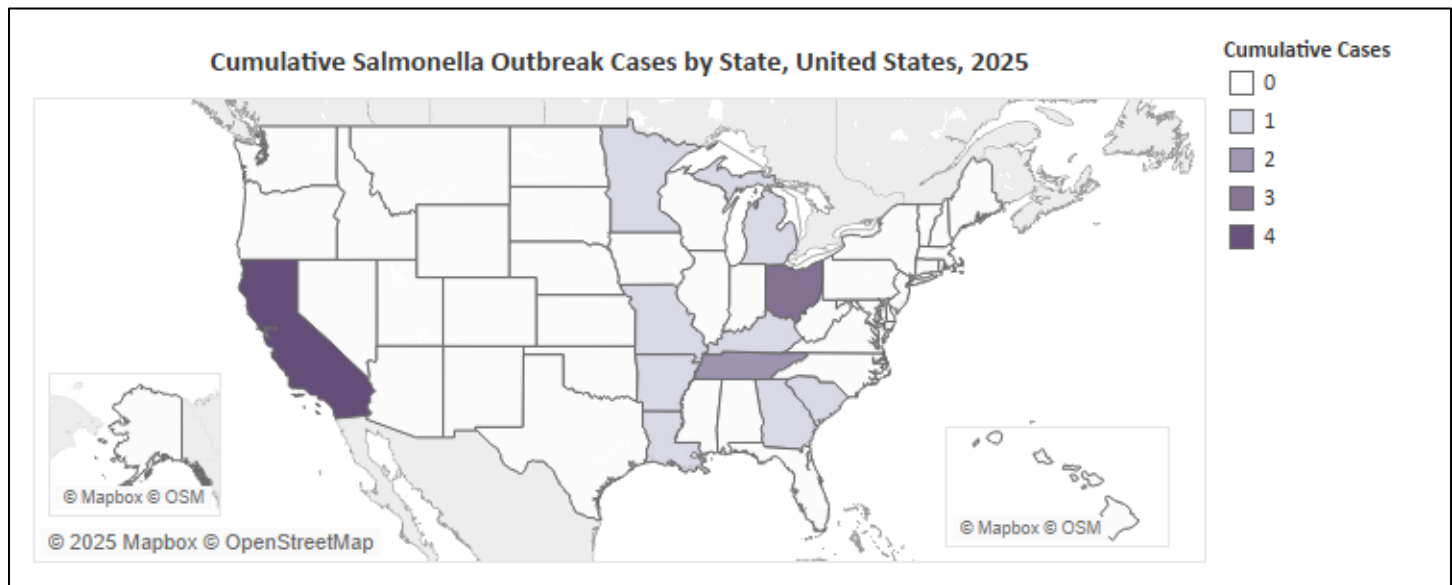 Cumulative Salmonella Outbreak Cases by State, United States, 2025
Cumulative Cases
0
1
2
3
4
© Mapbox © OSM
© Mapbox © OSM
© 2025 Mapbox © OpenStreetMap